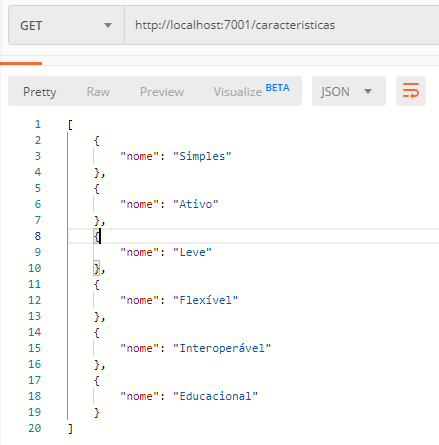 GET http://localhost:7001/caracteristicas
Pretty Raw Preview Visualize BETA JSON
1 [
2 {
3 "nome": "Simples"
4 },
5 {
6 "nome": "Ativo"
7 },
8 {
9 "nome": "Leve"
10 },
11 {
12 "nome": "Flexível"
13 },
14 {
15 "nome": "Interoperável"
16 },
17 {
18 "nome": "Educacional"
19 }
20 ]